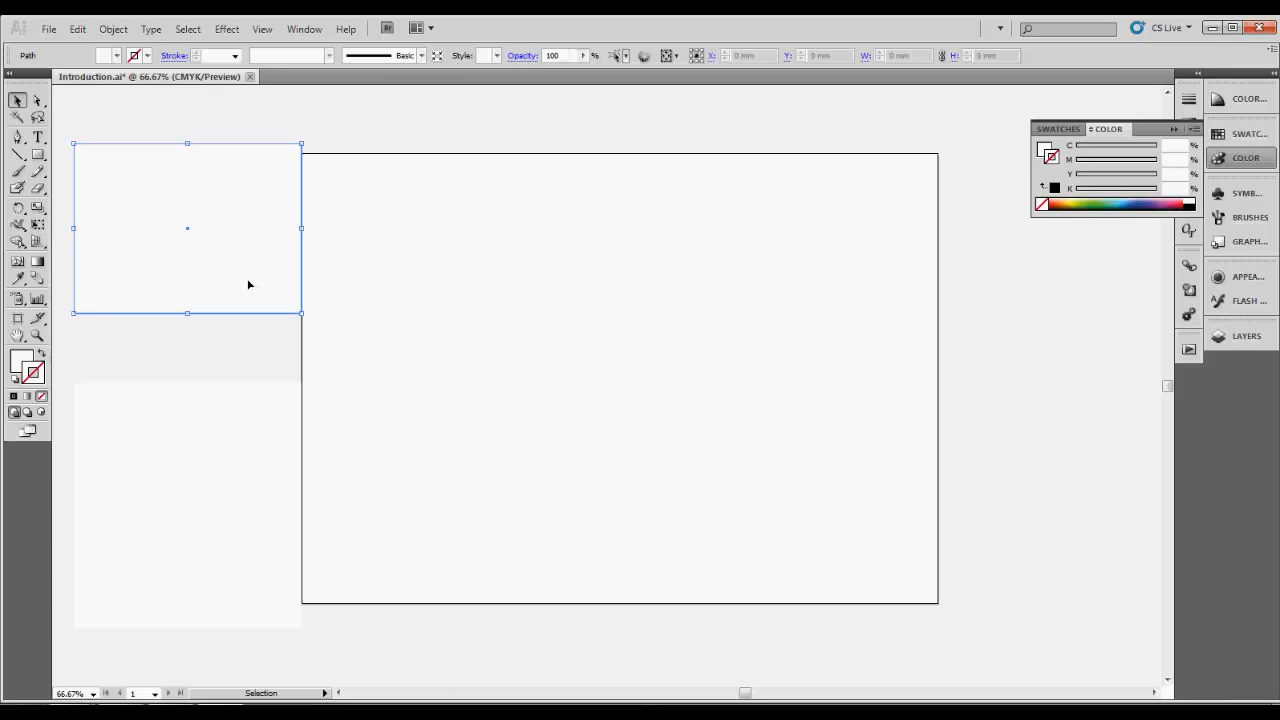 Ai File Edit Object Type Select Effect View Window Help Br CS Live
Path Stroke: Basic Style: Opacity: 100 % X: 0 mm Y: 0 mm W: 0 mm H: 0 mm
Introduction.ai* @ 66.67% (CMYK/Preview)
SWATCHES COLOR
C %
M %
Y %
K %
COLOR...
SWATC...
COLOR
SYMB...
BRUSHES
GRAPH...
APPEA...
FLASH ...
LAYERS
66.67% 1 Selection